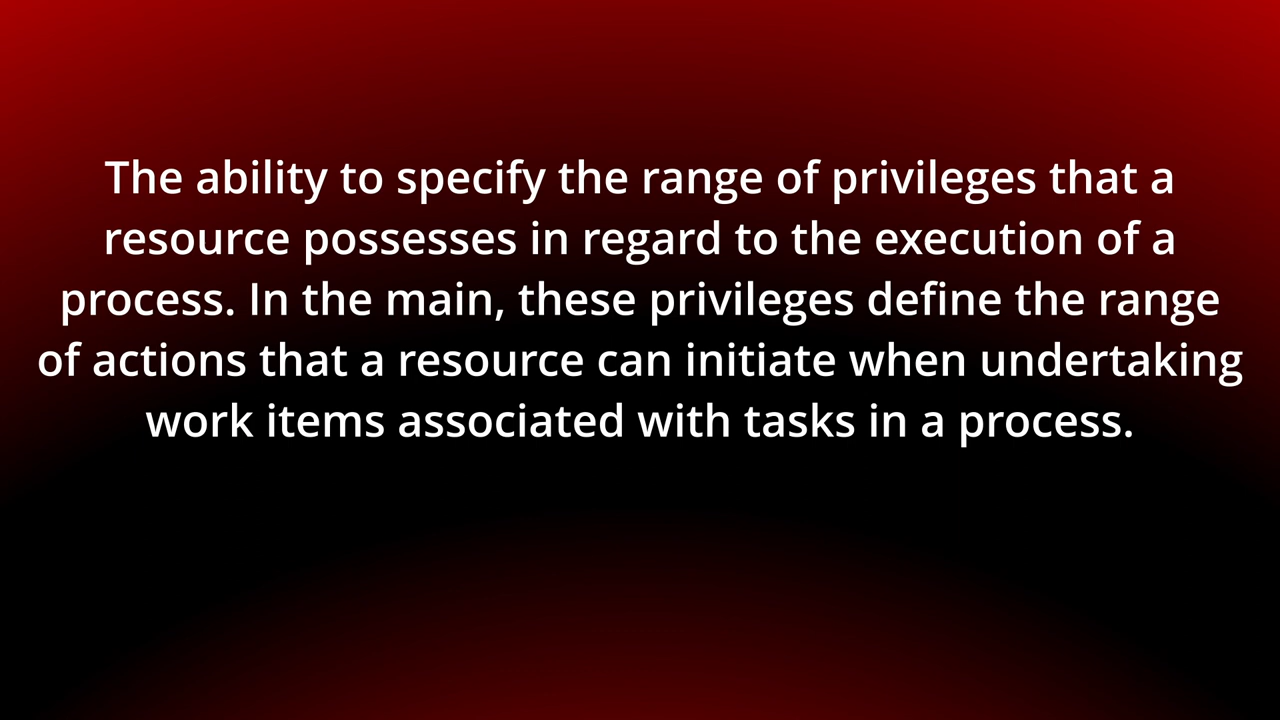 The ability to specify the range of privileges that a
resource possesses in regard to the execution of a
process. In the main, these privileges define the range
of actions that a resource can initiate when undertaking
work items associated with tasks in a process.